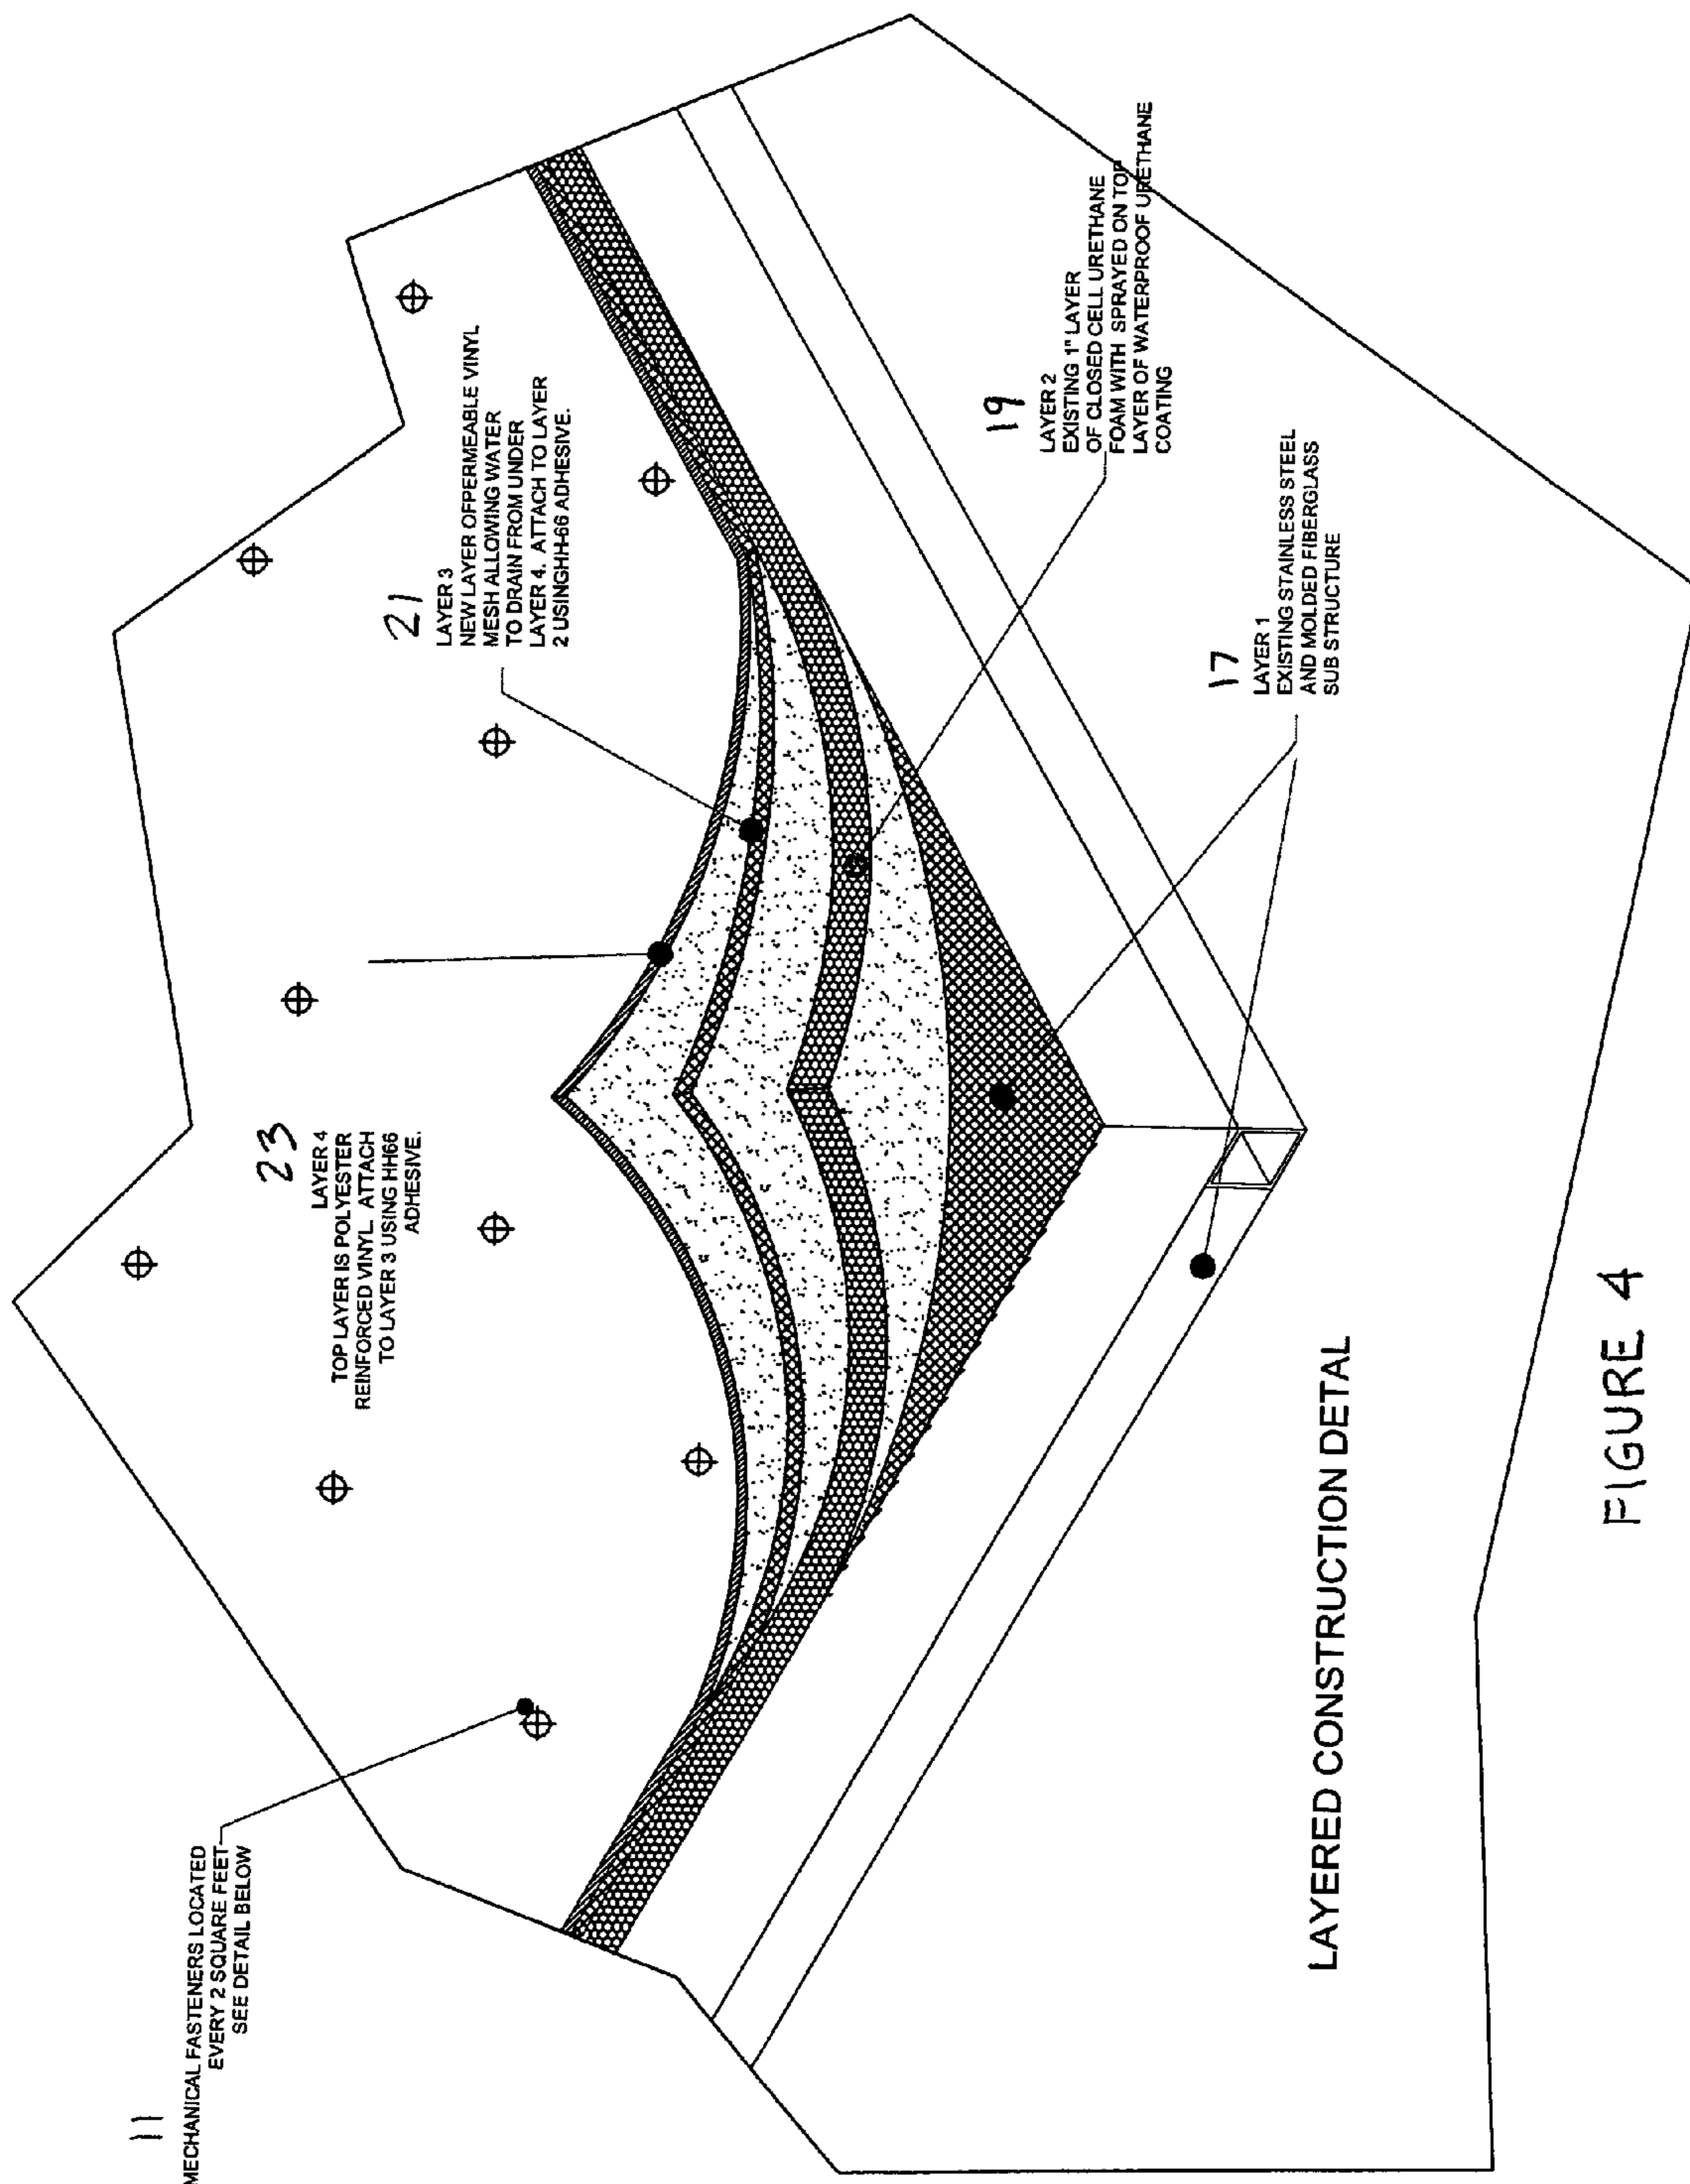 11
MECHANICAL FASTENERS LOCATED
EVERY 2 SQUARE FEET
SEE DETAIL BELOW
23
LAYER 4
TOP LAYER IS POLYESTER
REINFORCED VINYL. ATTACH
TO LAYER 3 USING HH66
ADHESIVE.
21
LAYER 3
NEW LAYER OFPERMEABLE VINYL
MESH ALLOWING WATER
TO DRAIN FROM UNDER
LAYER 4. ATTACH TO LAYER
2 USINGHH-66 ADHESIVE.
19
LAYER 2
EXISTING 1" LAYER
OF CLOSED CELL URETHANE
FOAM WITH SPRAYED ON TOP
LAYER OF WATERPROOF URETHANE
COATING
17
LAYER 1
EXISTING STAINLESS STEEL
AND MOLDED FIBERGLASS
SUB STRUCTURE
LAYERED CONSTRUCTION DETAL
FIGURE 4